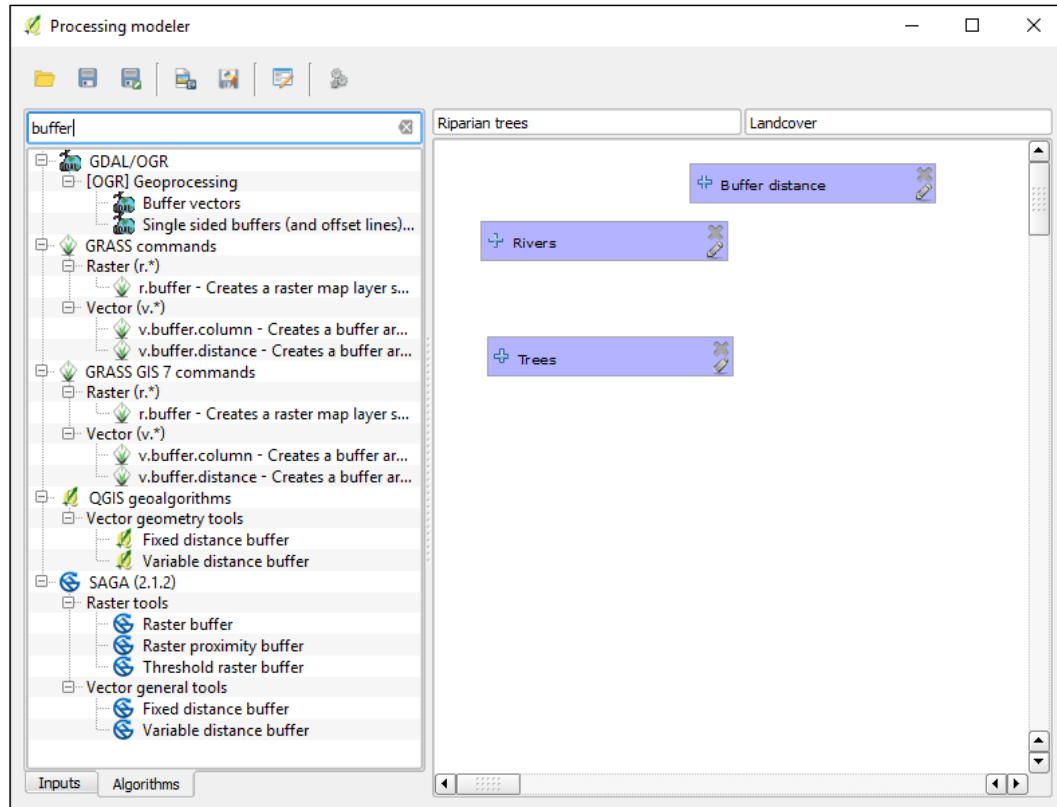 Processing modeler
buffer
GDAL/OGR
[OGR] Geoprocessing
Buffer vectors
Single sided buffers (and offset lines)...
GRASS commands
Raster (r.*)
r.buffer - Creates a raster map layer s...
Vector (v.*)
v.buffer.column - Creates a buffer ar...
v.buffer.distance - Creates a buffer ar...
GRASS GIS 7 commands
Raster (r.*)
r.buffer - Creates a raster map layer s...
Vector (v.*)
v.buffer.column - Creates a buffer ar...
v.buffer.distance - Creates a buffer ar...
QGIS geoalgorithms
Vector geometry tools
Fixed distance buffer
Variable distance buffer
SAGA (2.1.2)
Raster tools
Raster buffer
Raster proximity buffer
Threshold raster buffer
Vector general tools
Fixed distance buffer
Variable distance buffer
Inputs Algorithms
Riparian trees Landcover
Buffer distance
Rivers
Trees